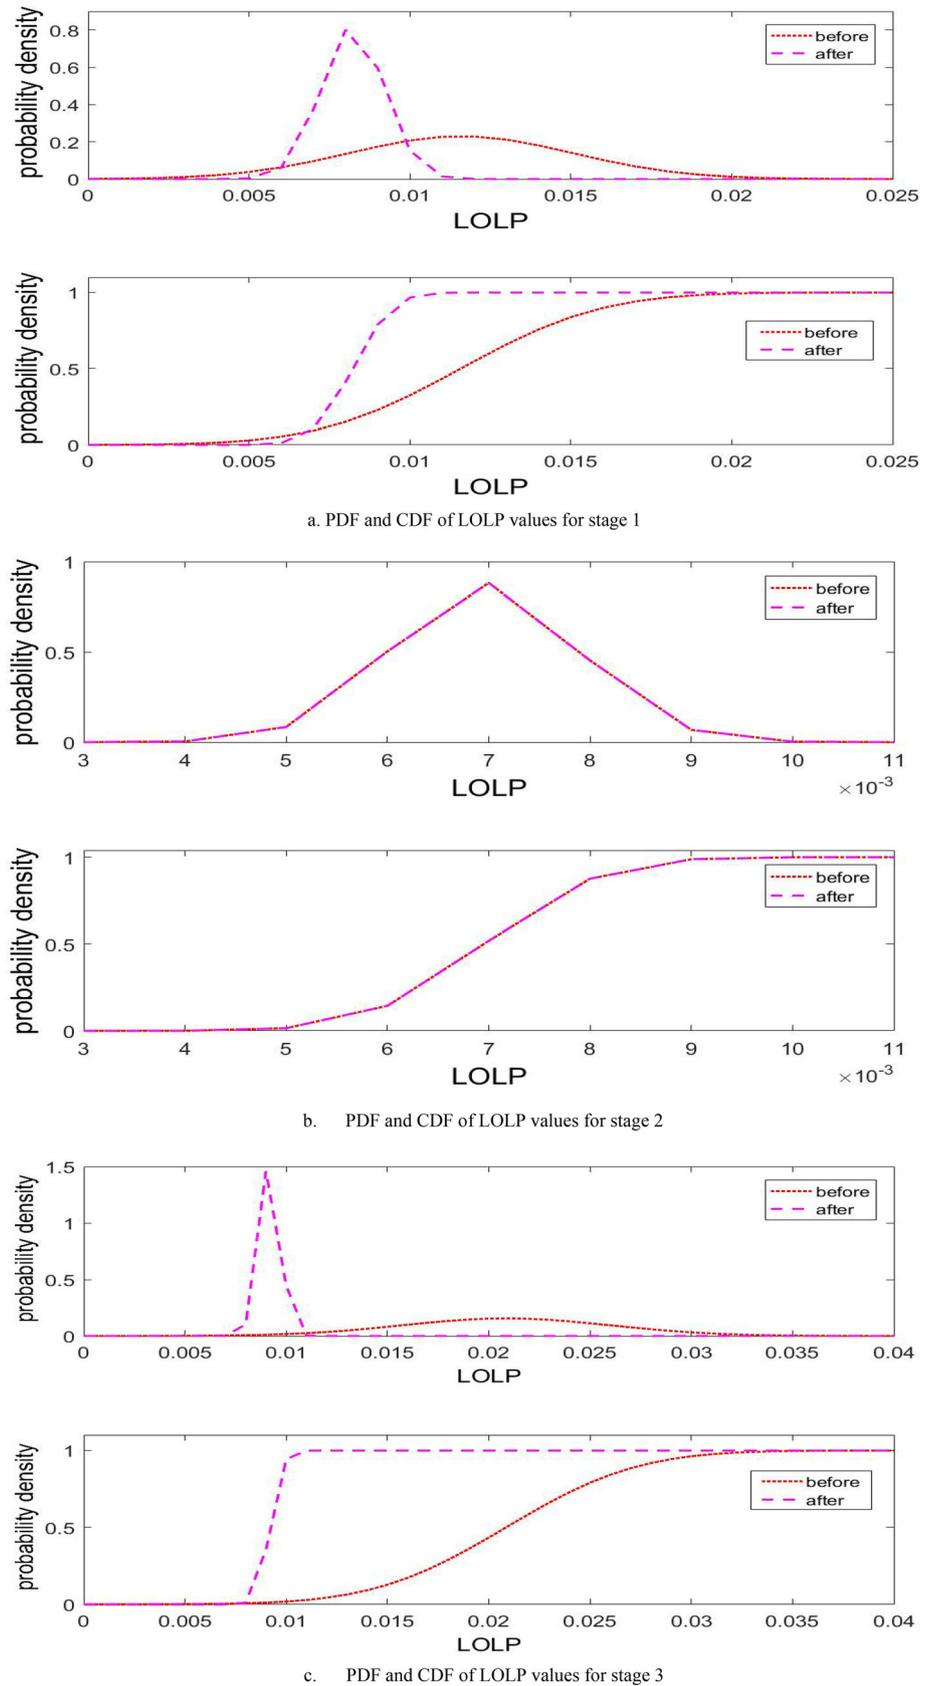 probability density
0.8
0.6
0.4
0.2
0
before
after
0 0.005 0.01 0.015 0.02 0.025
LOLP
probability density
1
0.5
0
before
after
0 0.005 0.01 0.015 0.02 0.025
LOLP
a. PDF and CDF of LOLP values for stage 1
probability density
1
0.5
0
before
after
3 4 5 6 7 8 9 10 11
LOLP
×10-3
probability density
1
0.5
0
before
after
3 4 5 6 7 8 9 10 11
LOLP
×10-3
b. PDF and CDF of LOLP values for stage 2
probability density
1.5
1
0.5
0
before
after
0 0.005 0.01 0.015 0.02 0.025 0.03 0.035 0.04
LOLP
probability density
1
0.5
0
before
after
0 0.005 0.01 0.015 0.02 0.025 0.03 0.035 0.04
LOLP
c. PDF and CDF of LOLP values for stage 3